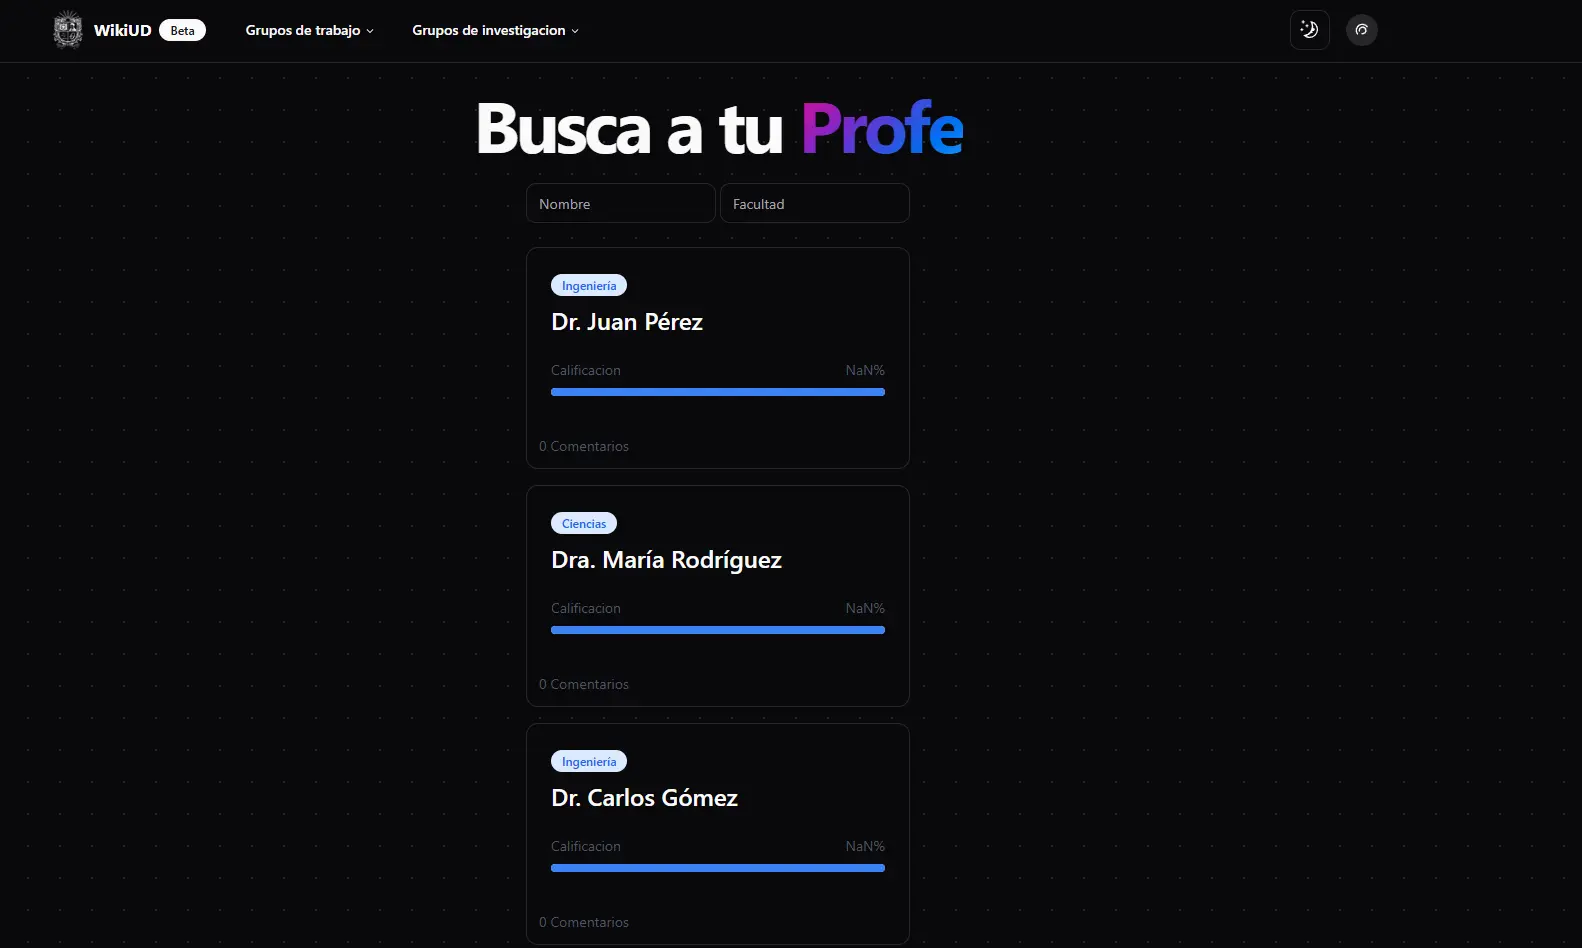 WikiUD Beta Grupos de trabajo Grupos de investigacion
Busca a tu Profe
Nombre Facultad
Ingeniería
Dr. Juan Pérez
Calificacion NaN%
0 Comentarios
Ciencias
Dra. María Rodríguez
Calificacion NaN%
0 Comentarios
Ingeniería
Dr. Carlos Gómez
Calificacion NaN%
0 Comentarios